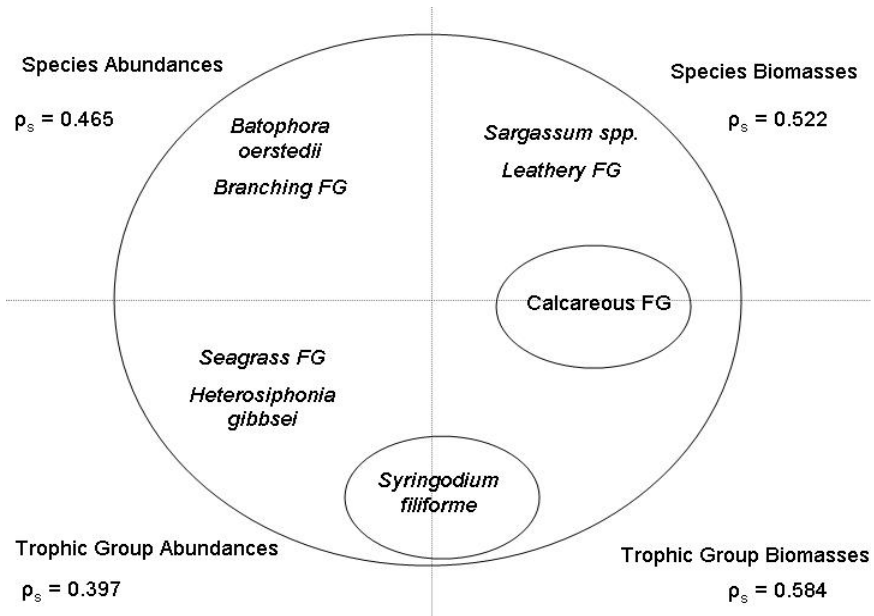 Species Abundances
ρs = 0.465
Species Biomasses
ρs = 0.522
Batophora
oerstedii
Branching FG
Sargassum spp.
Leathery FG
Calcareous FG
Seagrass FG
Heterosiphonia
gibbsei
Syringodium
filiforme
Trophic Group Abundances
ρs = 0.397
Trophic Group Biomasses
ρs = 0.584